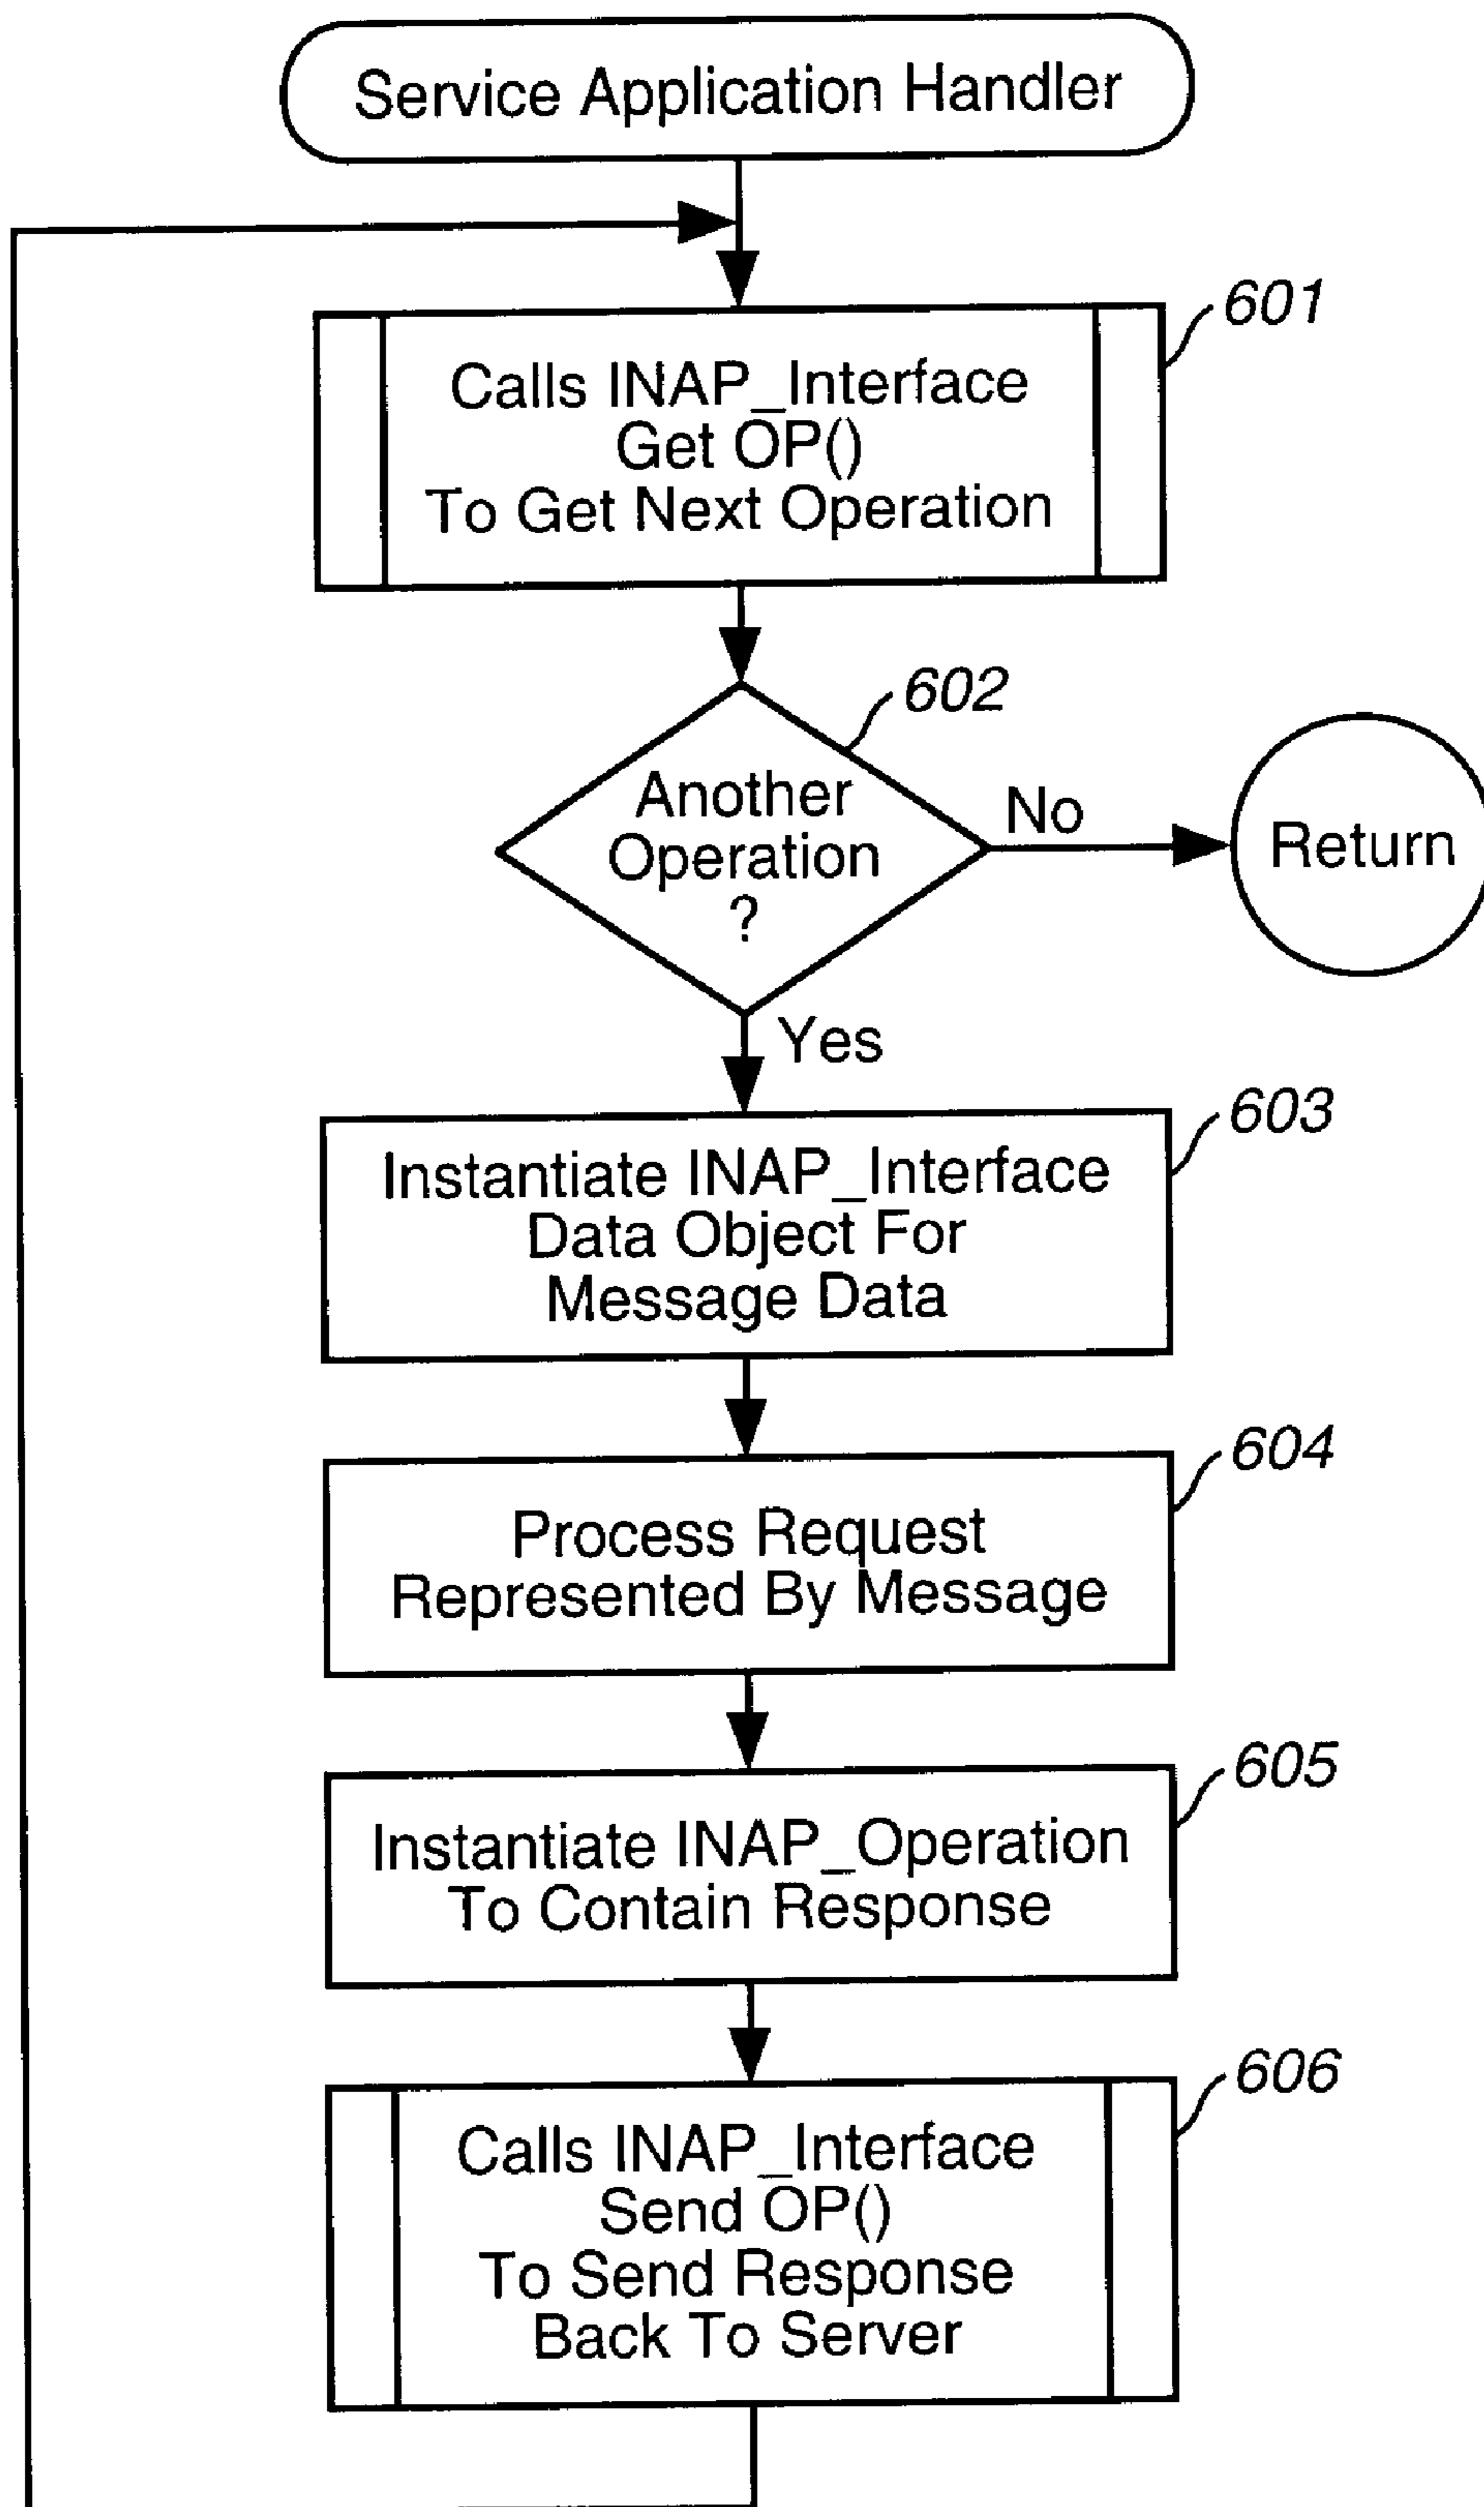 Service Application Handler
601
Calls INAP_Interface
Get OP()
To Get Next Operation
602
Another
Operation
?
No
Return
Yes
603
Instantiate INAP_Interface
Data Object For
Message Data
604
Process Request
Represented By Message
605
Instantiate INAP_Operation
To Contain Response
606
Calls INAP_Interface
Send OP()
To Send Response
Back To Server